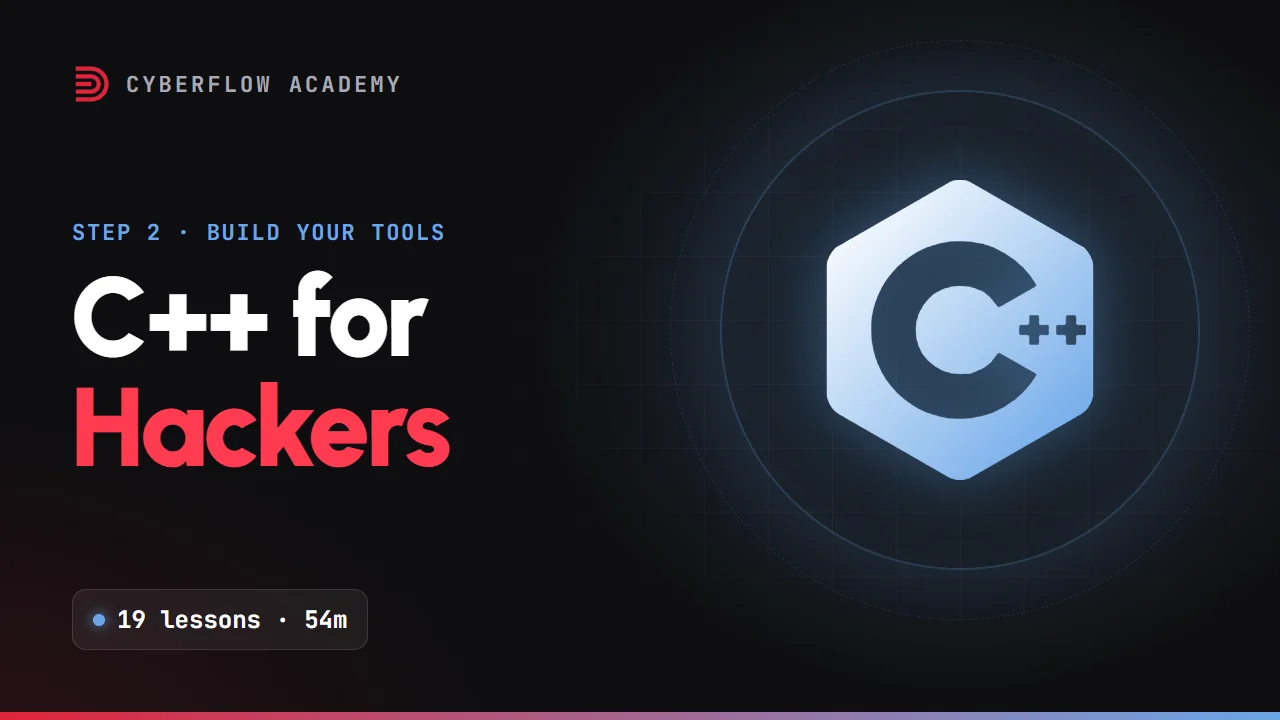 CYBERFLOW ACADEMY
STEP 2 · BUILD YOUR TOOLS
C++ for
Hackers
19 lessons · 54m
C++